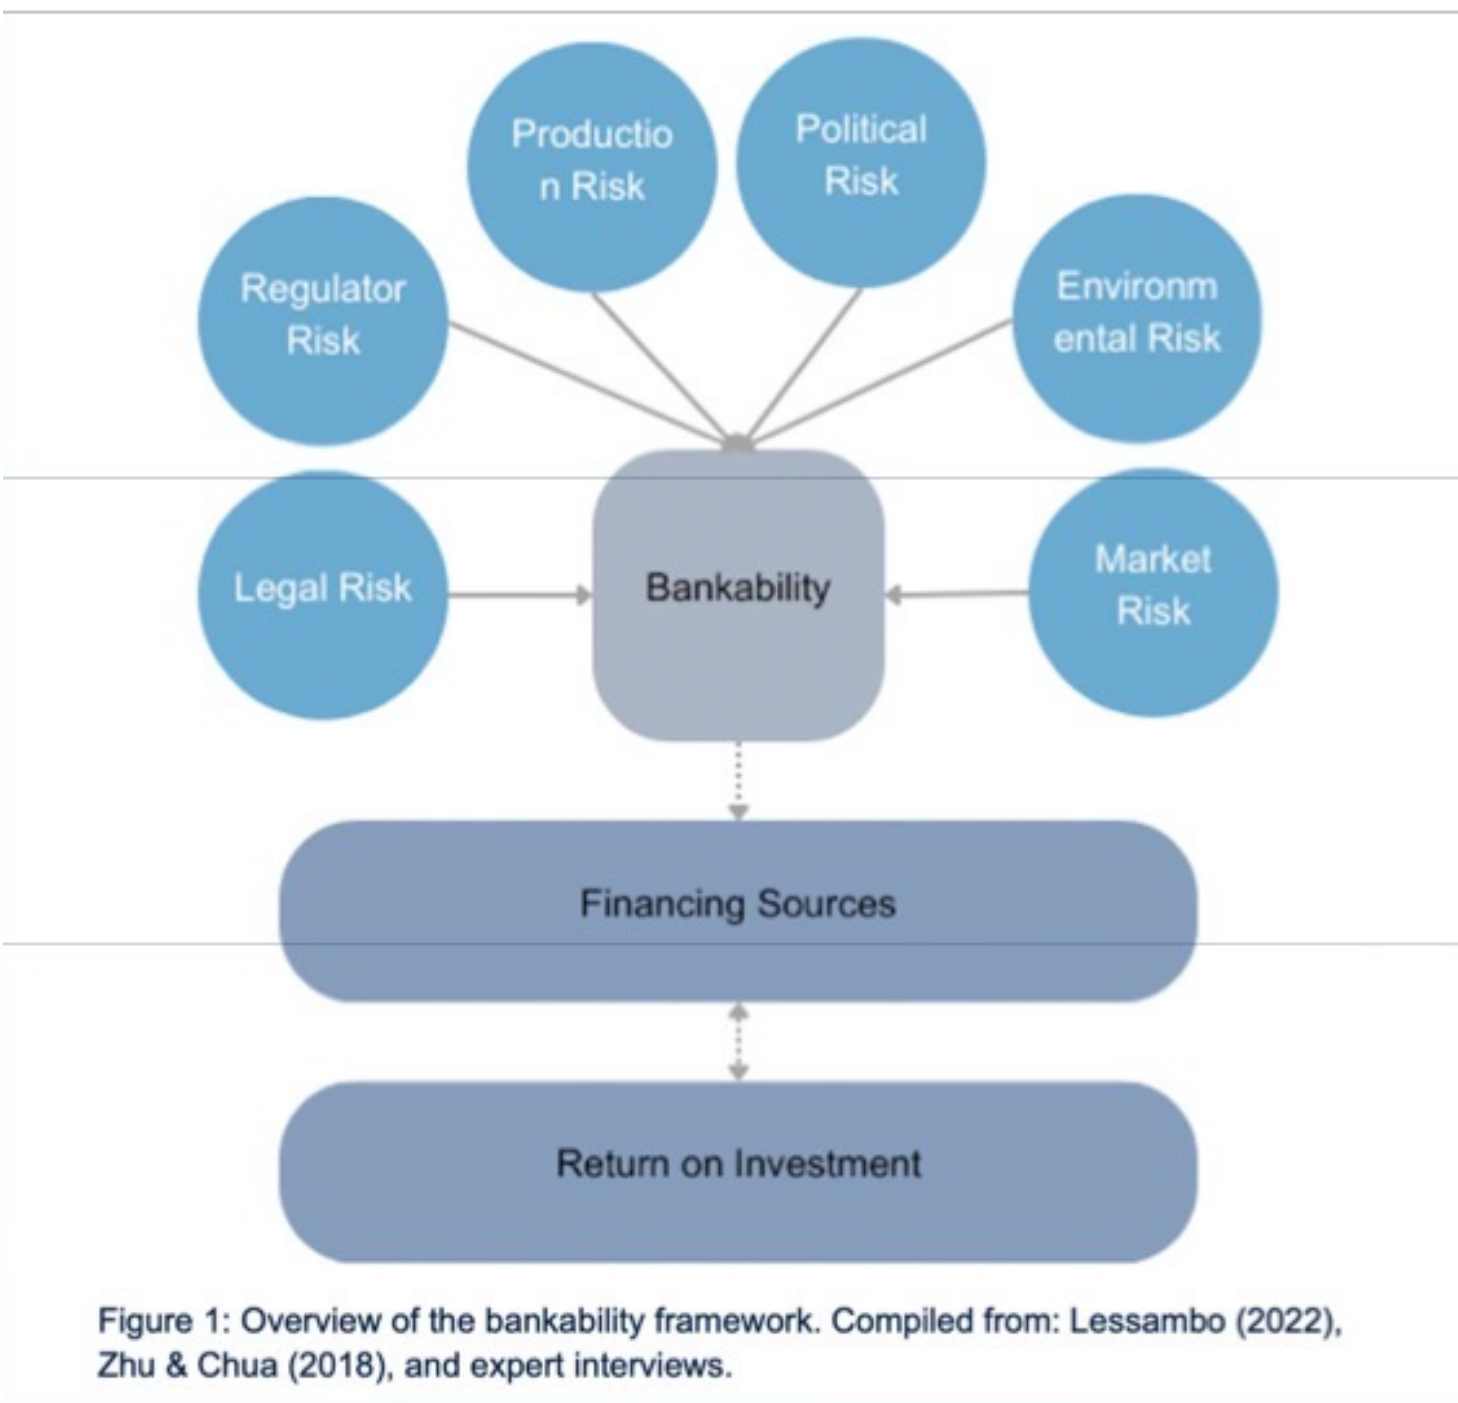 Productio
n Risk
Political
Risk
Regulator
Risk
Environm
ental Risk
Legal Risk
Bankability
Market
Risk
Financing Sources
Return on Investment
Figure 1: Overview of the bankability framework. Compiled from: Lessambo (2022),
Zhu & Chua (2018), and expert interviews.